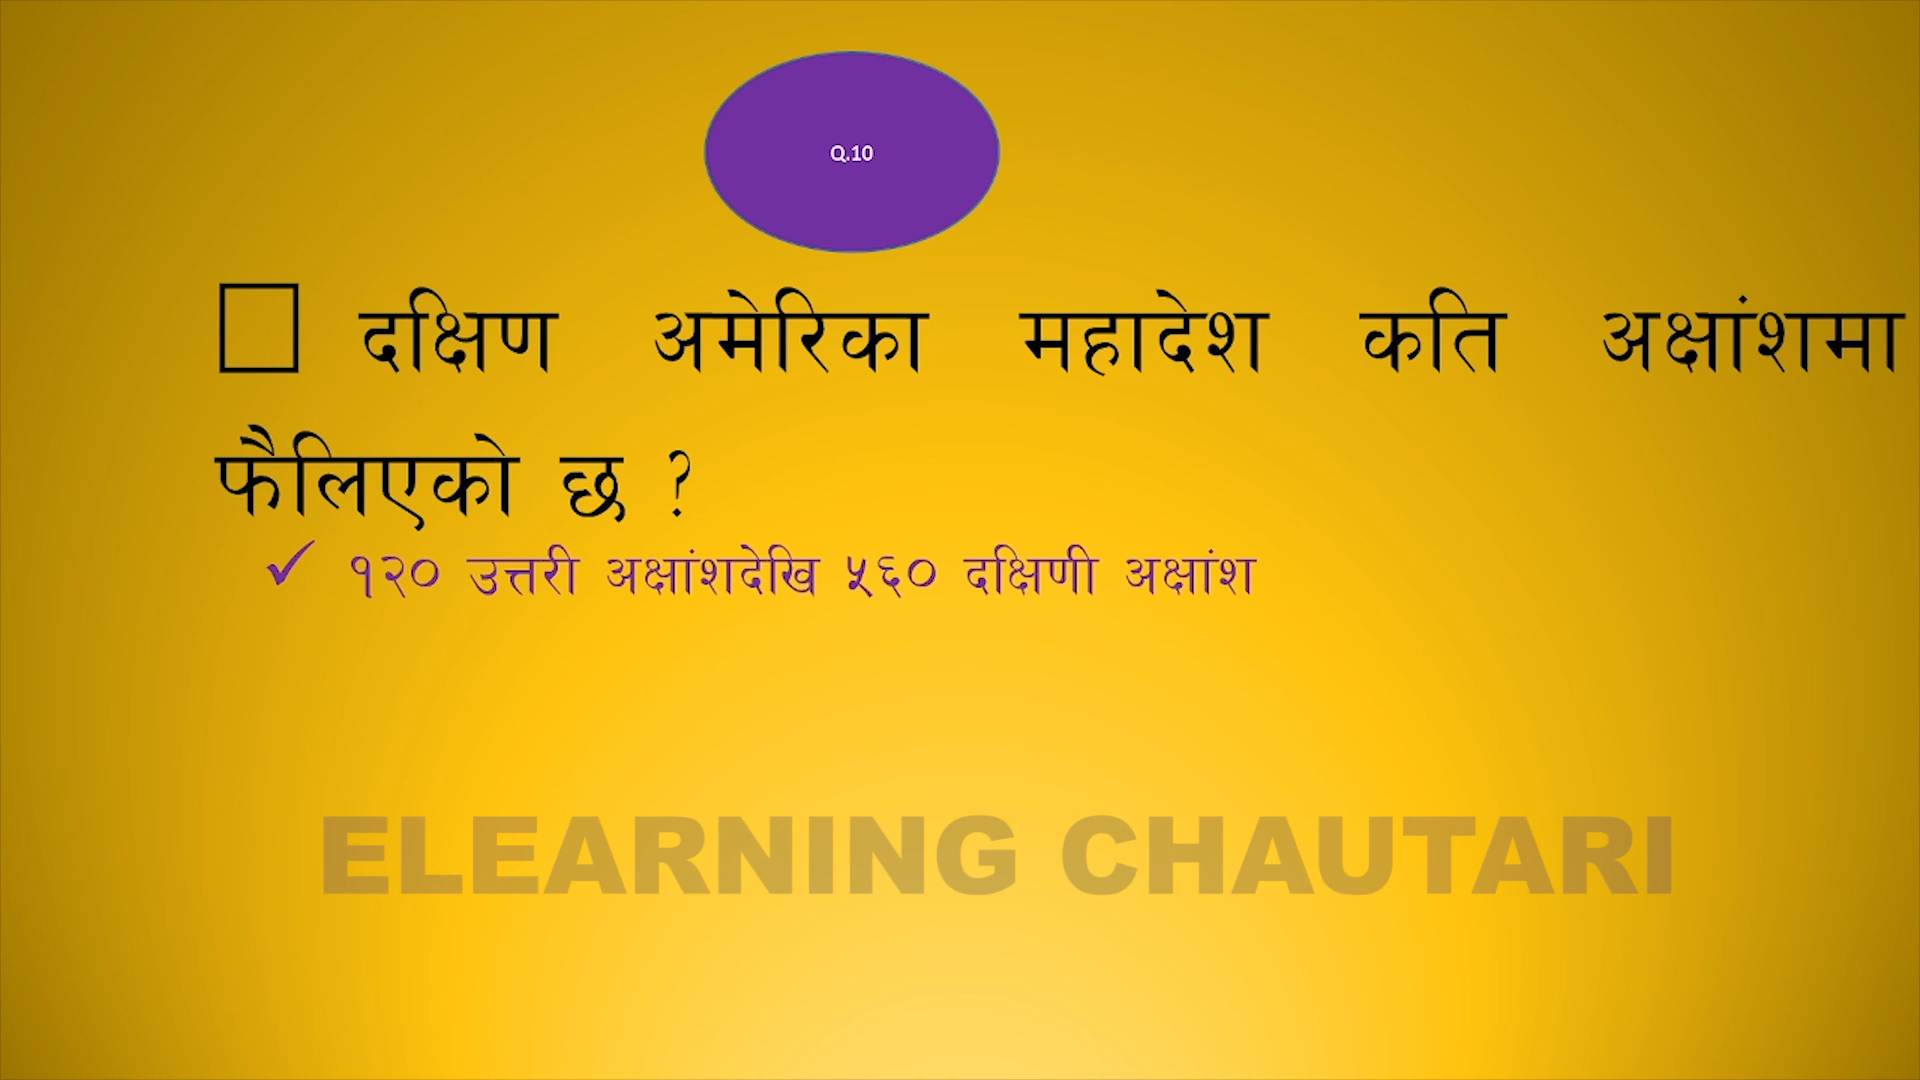 Q.10
□ दक्षिण अमेरिका महादेश कति अक्षांशमा
फैलिएको छ ?
✓ १२० उत्तरी अक्षांशदेखि ५६० दक्षिणी अक्षांश
ELEARNING CHAUTARI